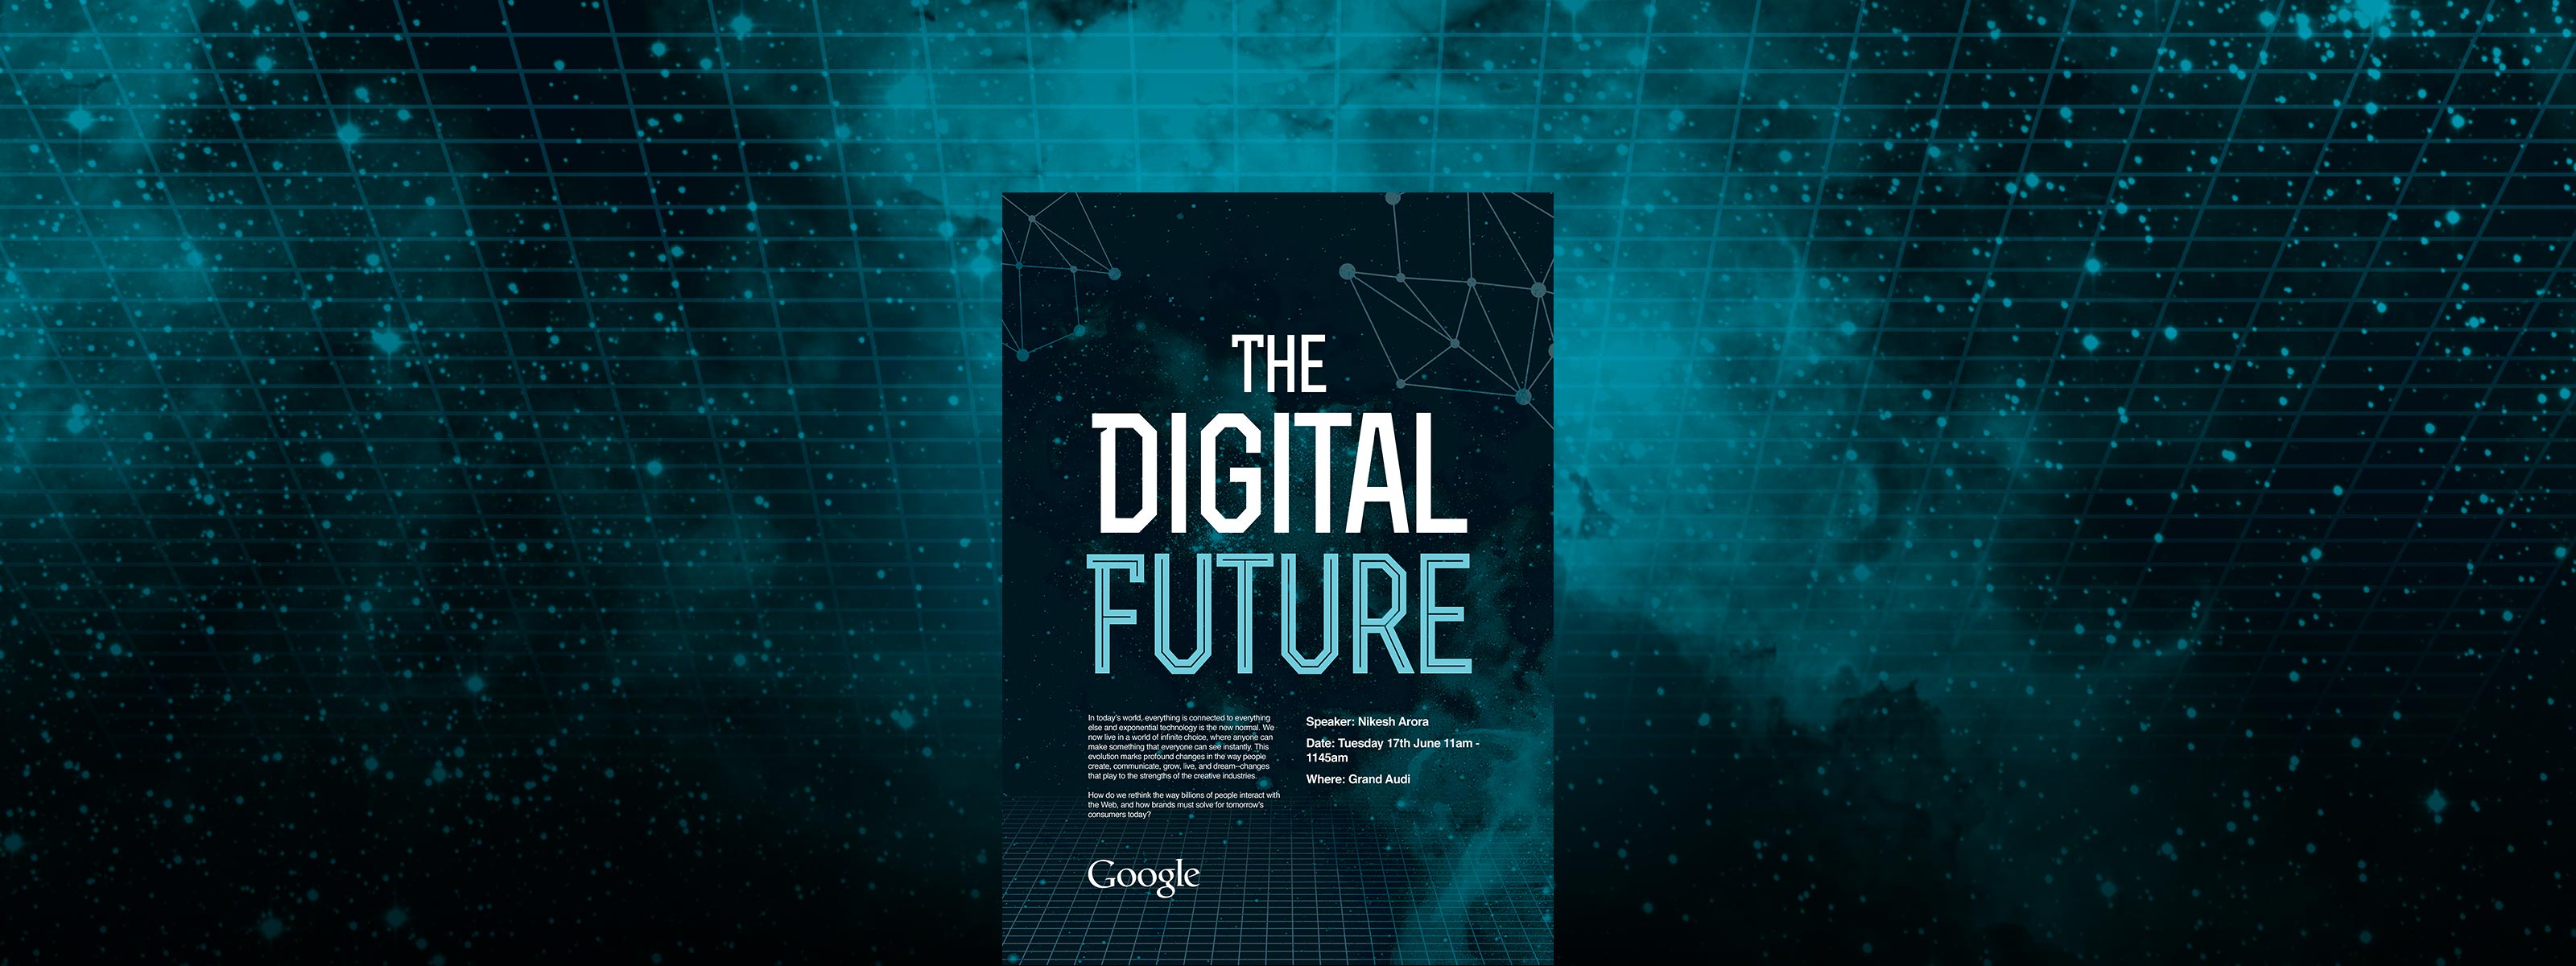 THE
DIGITAL
FUTURE
In today's world, everything is connected to everything
else and exponential technology is the new normal. We
now live in a world of infinite choice, where anyone can
make something that everyone can see instantly. This
evolution marks profound changes in the way people
create, communicate, grow, live, and dream–changes
that play to the strengths of the creative industries.
How do we rethink the way billions of people interact with
the Web, and how brands must solve for tomorrow's
consumers today?
Speaker: Nikesh Arora
Date: Tuesday 17th June 11am -
1145am
Where: Grand Audi
Google